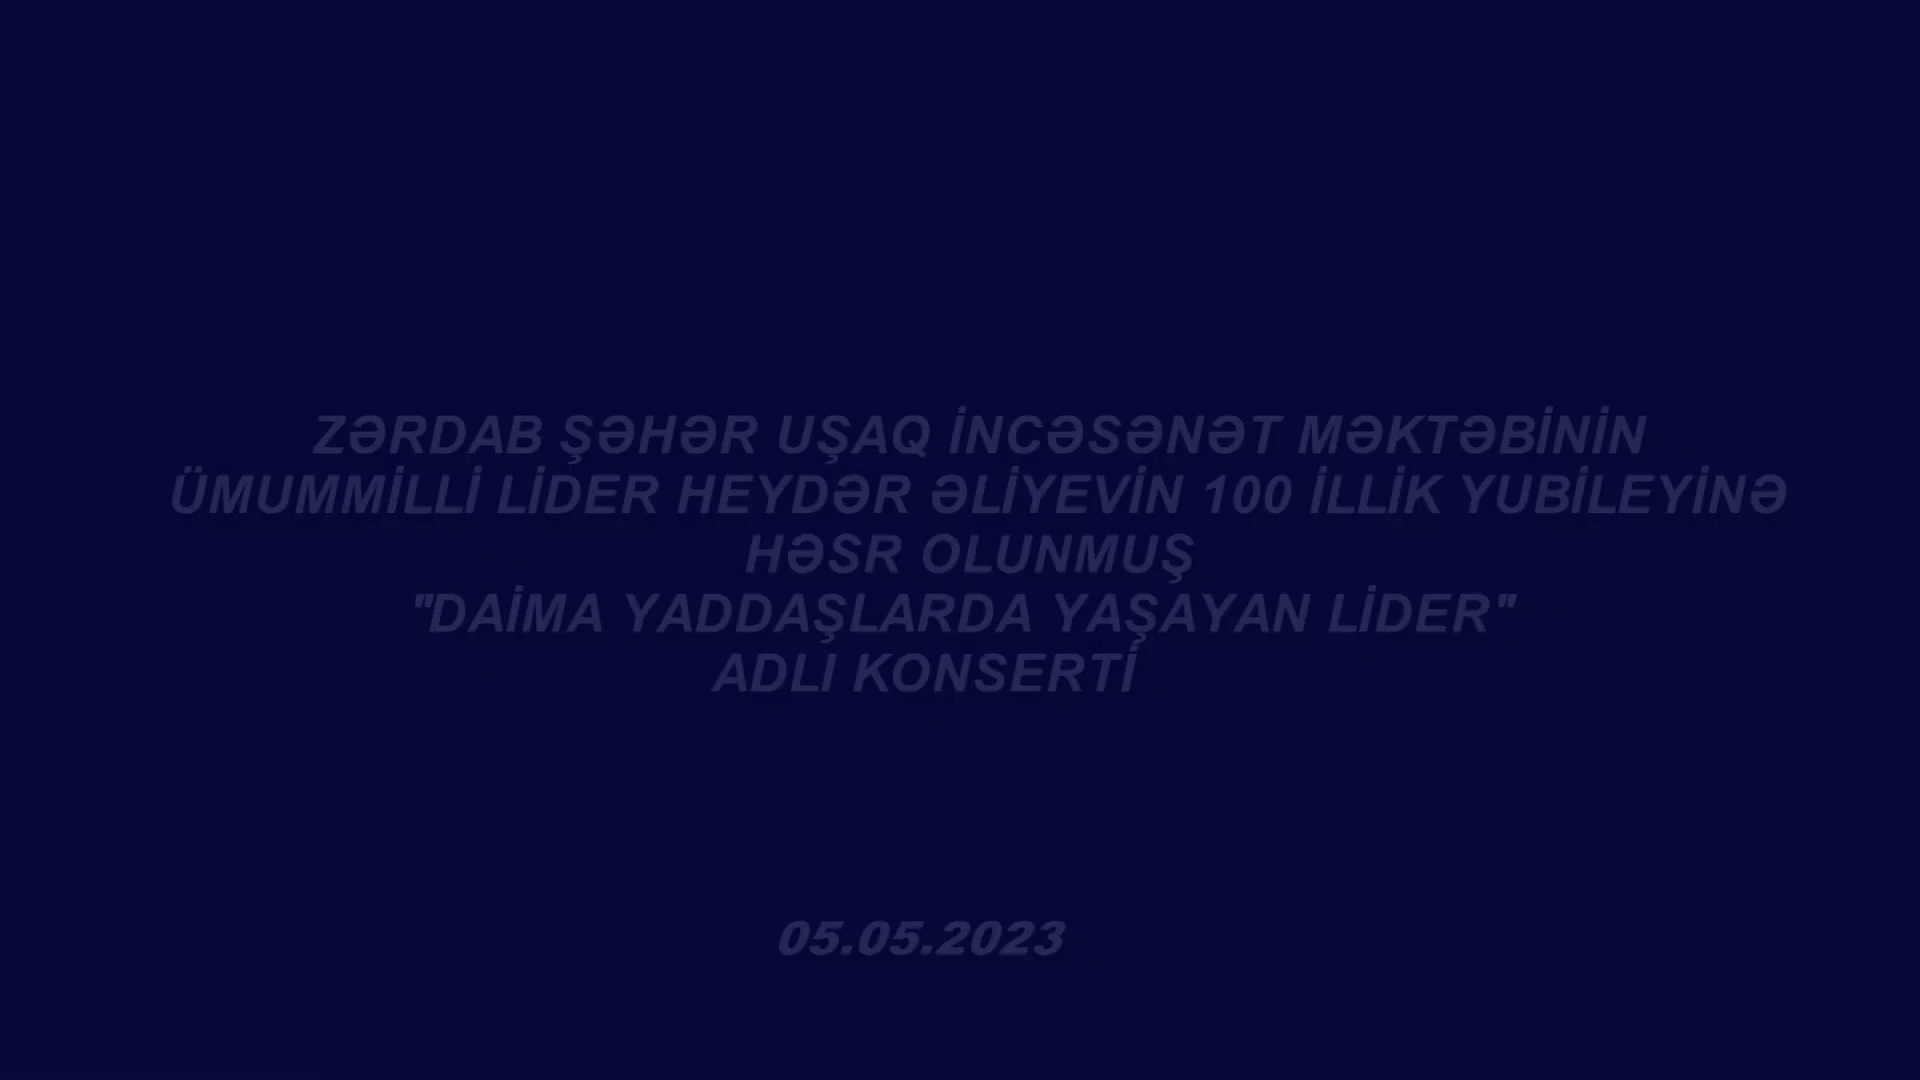 ZƏRDAB ŞƏHƏR UŞAQ İNCƏSƏNƏT MƏKTƏBİNİN
ÜMUMMİLLİ LİDER HEYDƏR ƏLİYEVİN 100 İLLİK YUBİLEYİNƏ
HƏSR OLUNMUŞ
"DAİMA YADDAŞLARDA YAŞAYAN LİDER"
ADLI KONSERTİ
05.05.2023